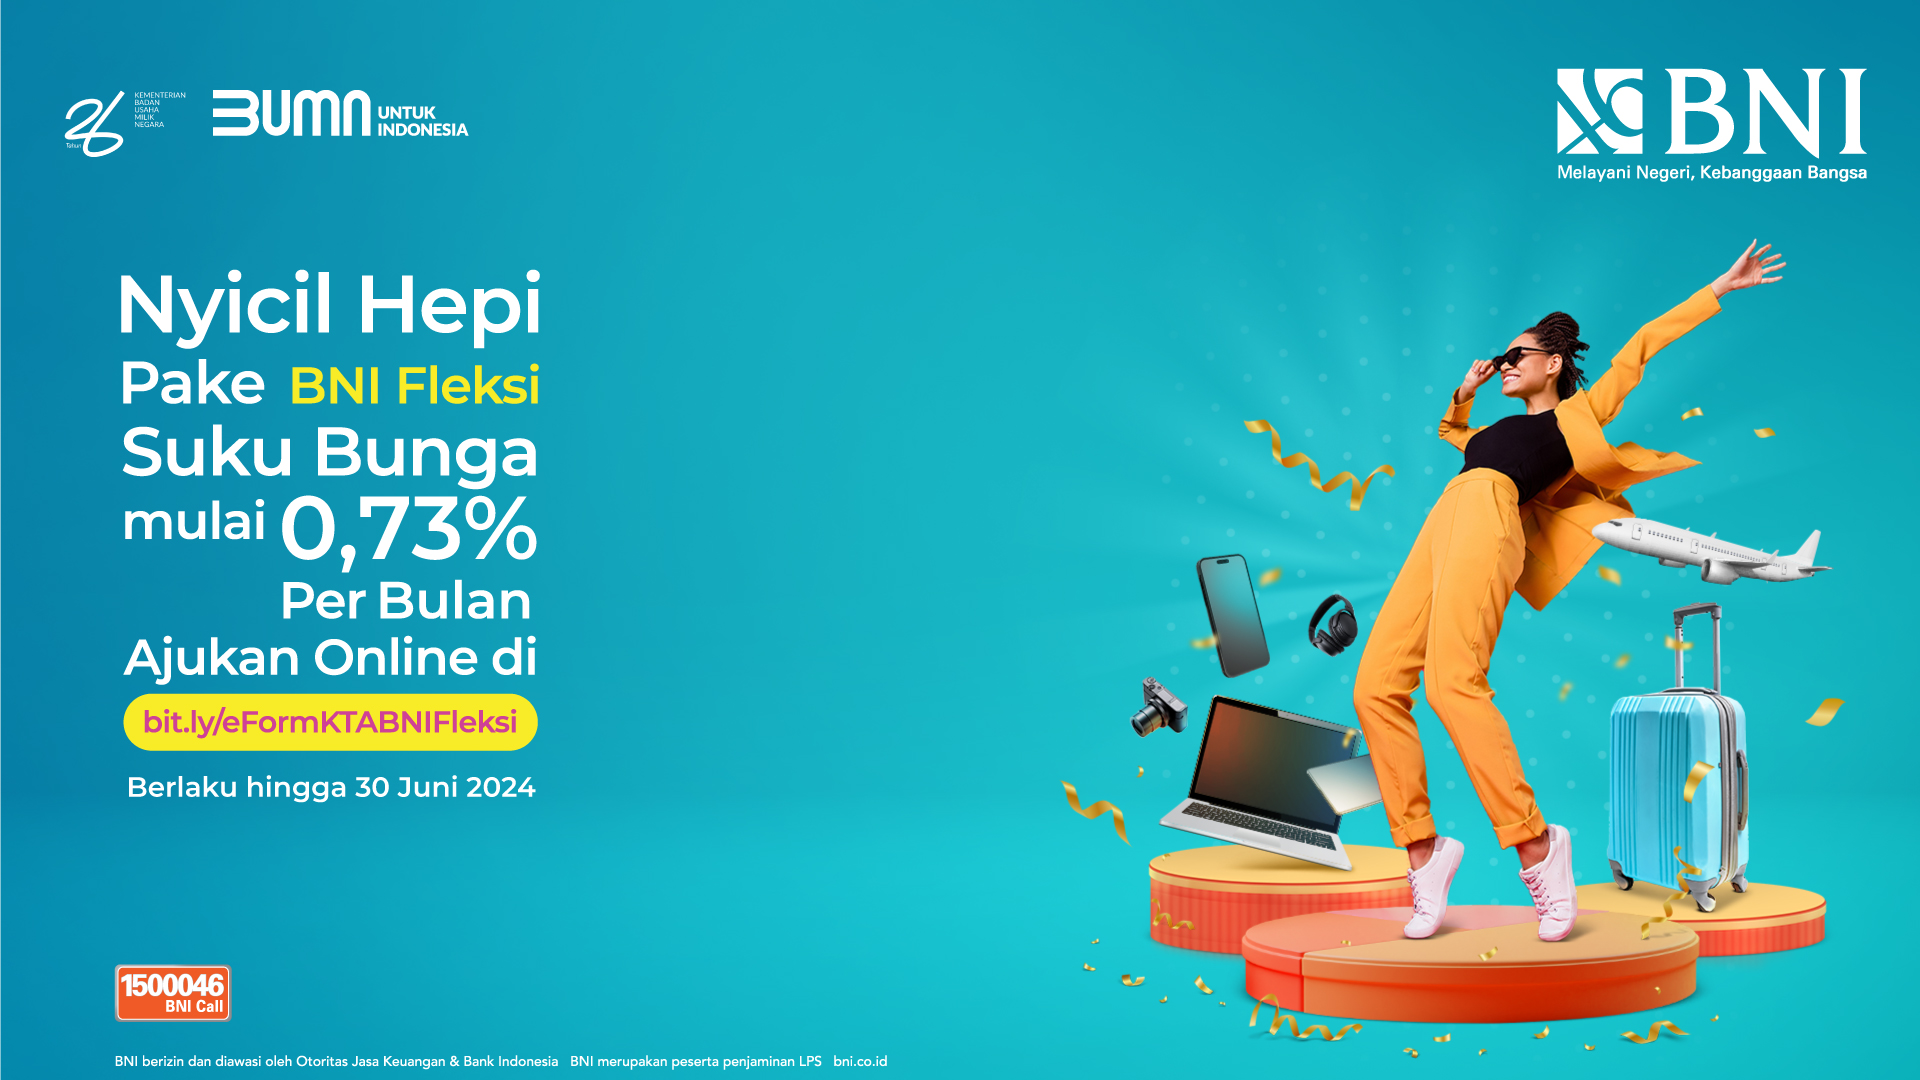 26
Tahun
KEMENTERIAN
BADAN
USAHA
MILIK
NEGARA
BUMN UNTUK
INDONESIA
BNI
Melayani Negeri, Kebanggaan Bangsa
Nyicil Hepi
Pake BNI Fleksi
Suku Bunga
mulai 0,73%
Per Bulan
Ajukan Online di
bit.ly/eFormKTABNIFleksi
Berlaku hingga 30 Juni 2024
1500046
BNI Call
BNI berizin dan diawasi oleh Otoritas Jasa Keuangan & Bank Indonesia BNI merupakan peserta penjaminan LPS bni.co.id